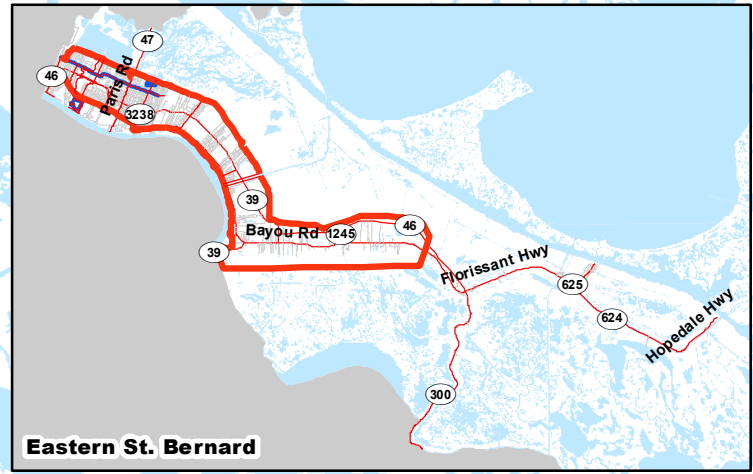 47
46
Paris Rd
3238
39
Bayou Rd
1245
46
39
Florissant Hwy
625
624
Hopedale Hwy
300
Eastern St. Bernard